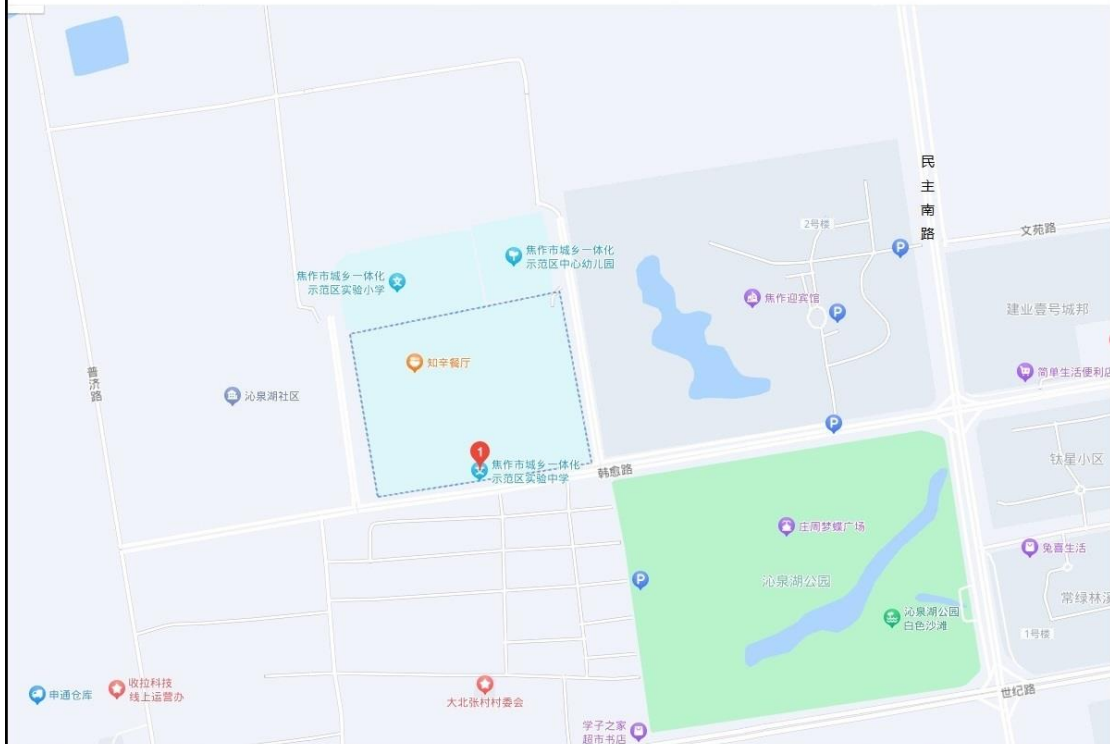 民
主
南
路
2号楼
文苑路
焦作市城乡一体化
示范区中心幼儿园
焦作市城乡一体化
示范区实验小学
焦作迎宾馆
建业壹号城邦
知辛餐厅
简单生活便利店
普济路
沁泉湖社区
1
焦作市城乡一体化
示范区实验中学
韩愈路
钛星小区
庄周梦蝶广场
兔喜生活
沁泉湖公园
常绿林溪
沁泉湖公园
白色沙滩
1号楼
收拉科技
线上运营办
申通仓库
大北张村村委会
世纪路
学子之家
超市书店
P
P
P
P